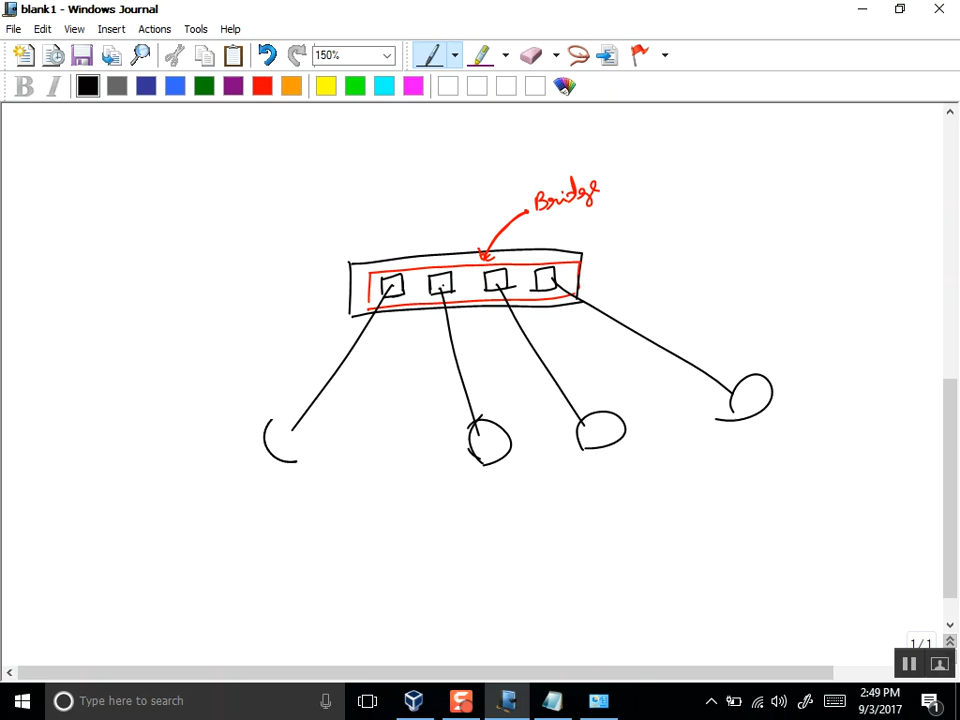 blank1 - Windows Journal
File Edit View Insert Actions Tools Help
150%
B I
Bridge
1/1
Type here to search
2:49 PM
9/3/2017
1